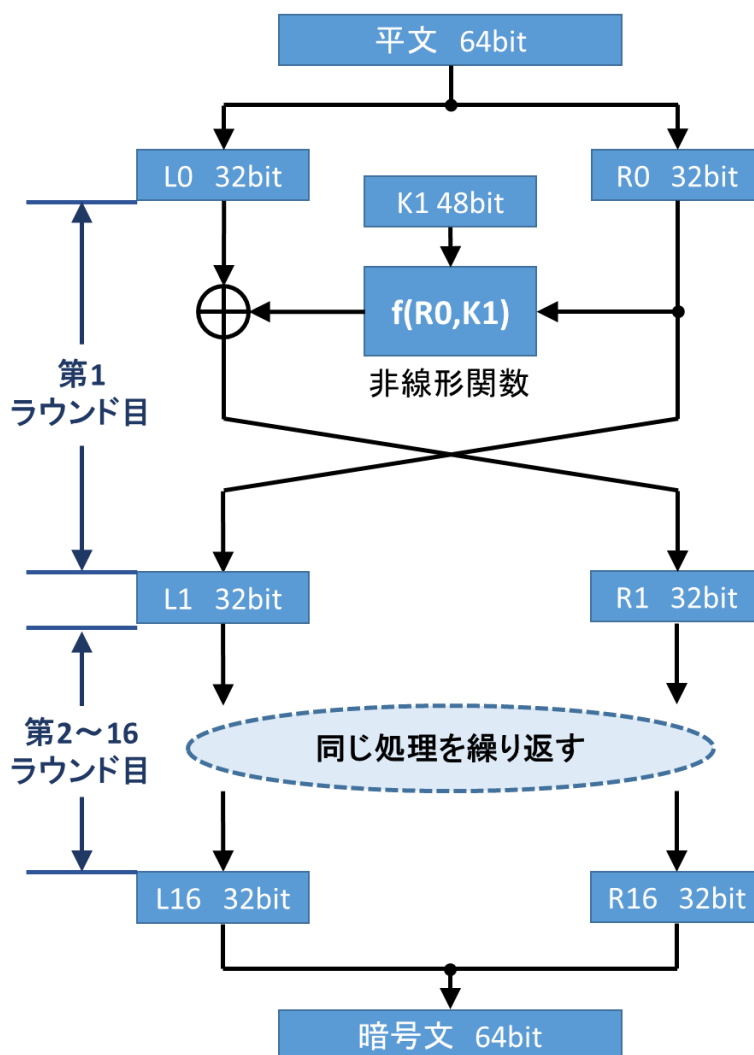 平文 64bit
L0 32bit
R0 32bit
K1 48bit
f(R0,K1)
非線形関数
第1
ラウンド目
L1 32bit
R1 32bit
第2～16
ラウンド目
同じ処理を繰り返す
L16 32bit
R16 32bit
暗号文 64bit